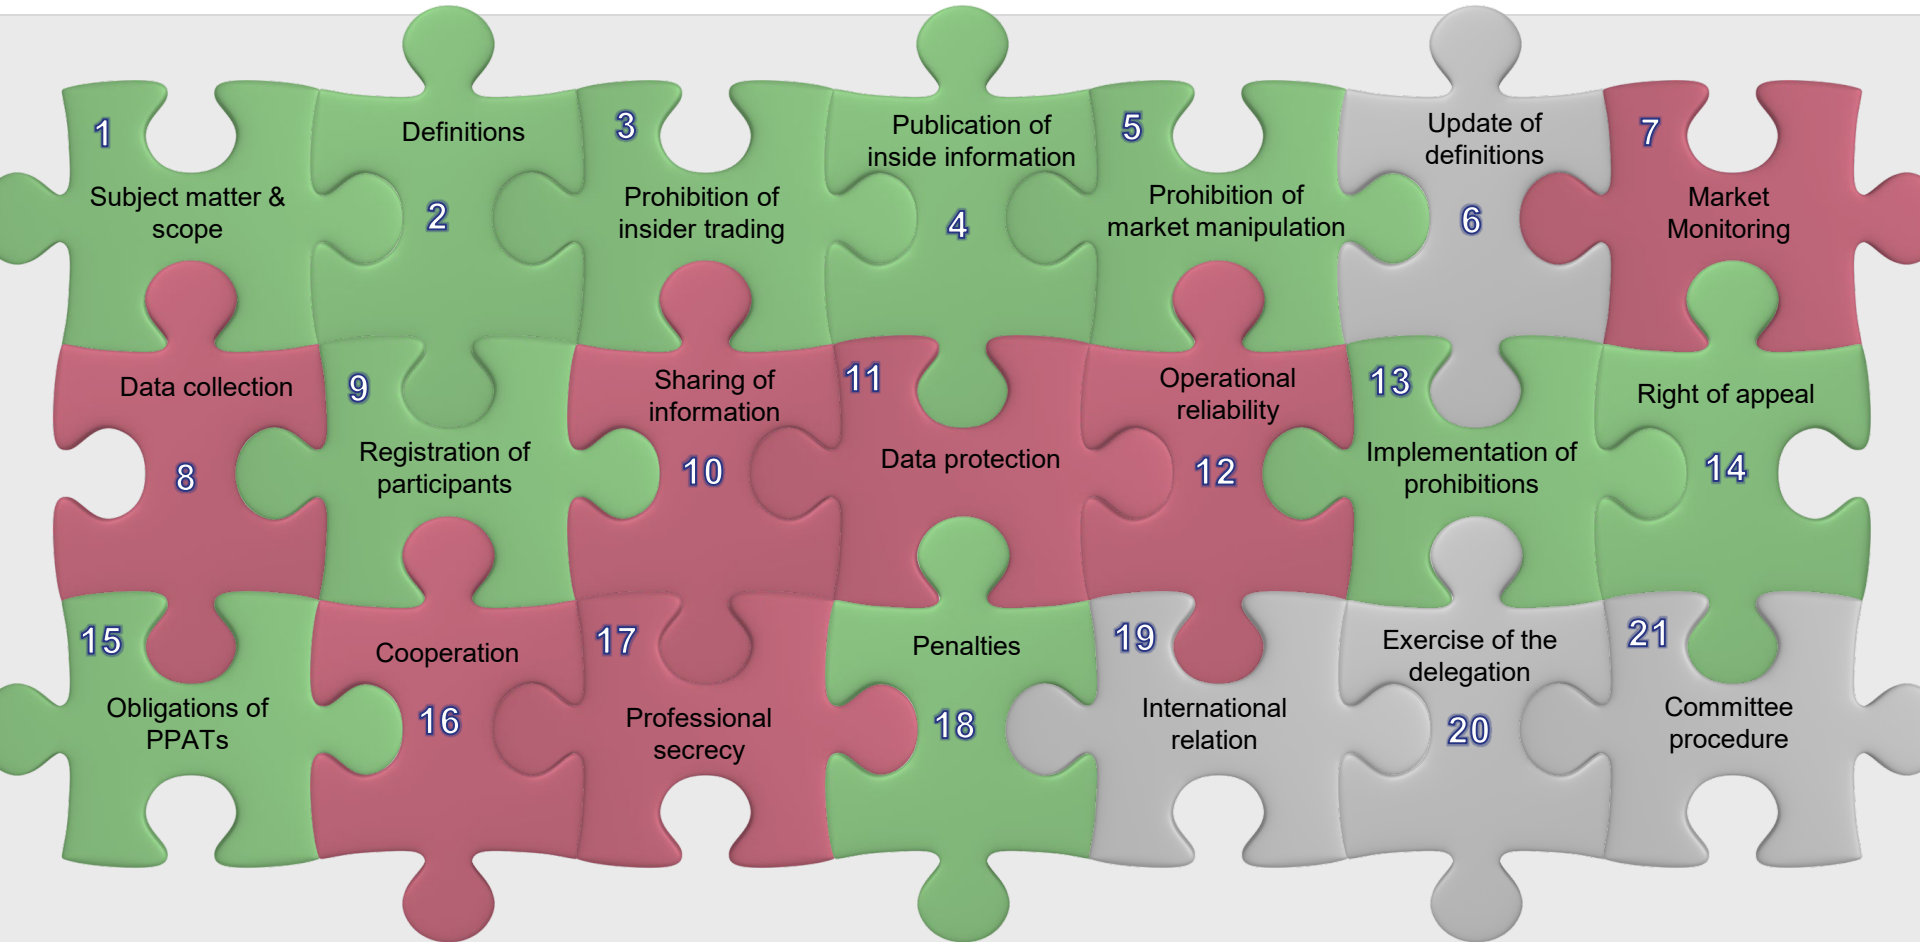 1
Subject matter &
scope
Definitions
2
3
Prohibition of
insider trading
Publication of
inside information
4
5
Prohibition of
market manipulation
Update of
definitions
6
7
Market
Monitoring
Data collection
8
9
Registration of
participants
Sharing of
information
10
11
Data protection
Operational
reliability
12
13
Implementation of
prohibitions
Right of appeal
14
15
Obligations of
PPATs
Cooperation
16
17
Professional
secrecy
Penalties
18
19
International
relation
Exercise of the
delegation
20
21
Committee
procedure